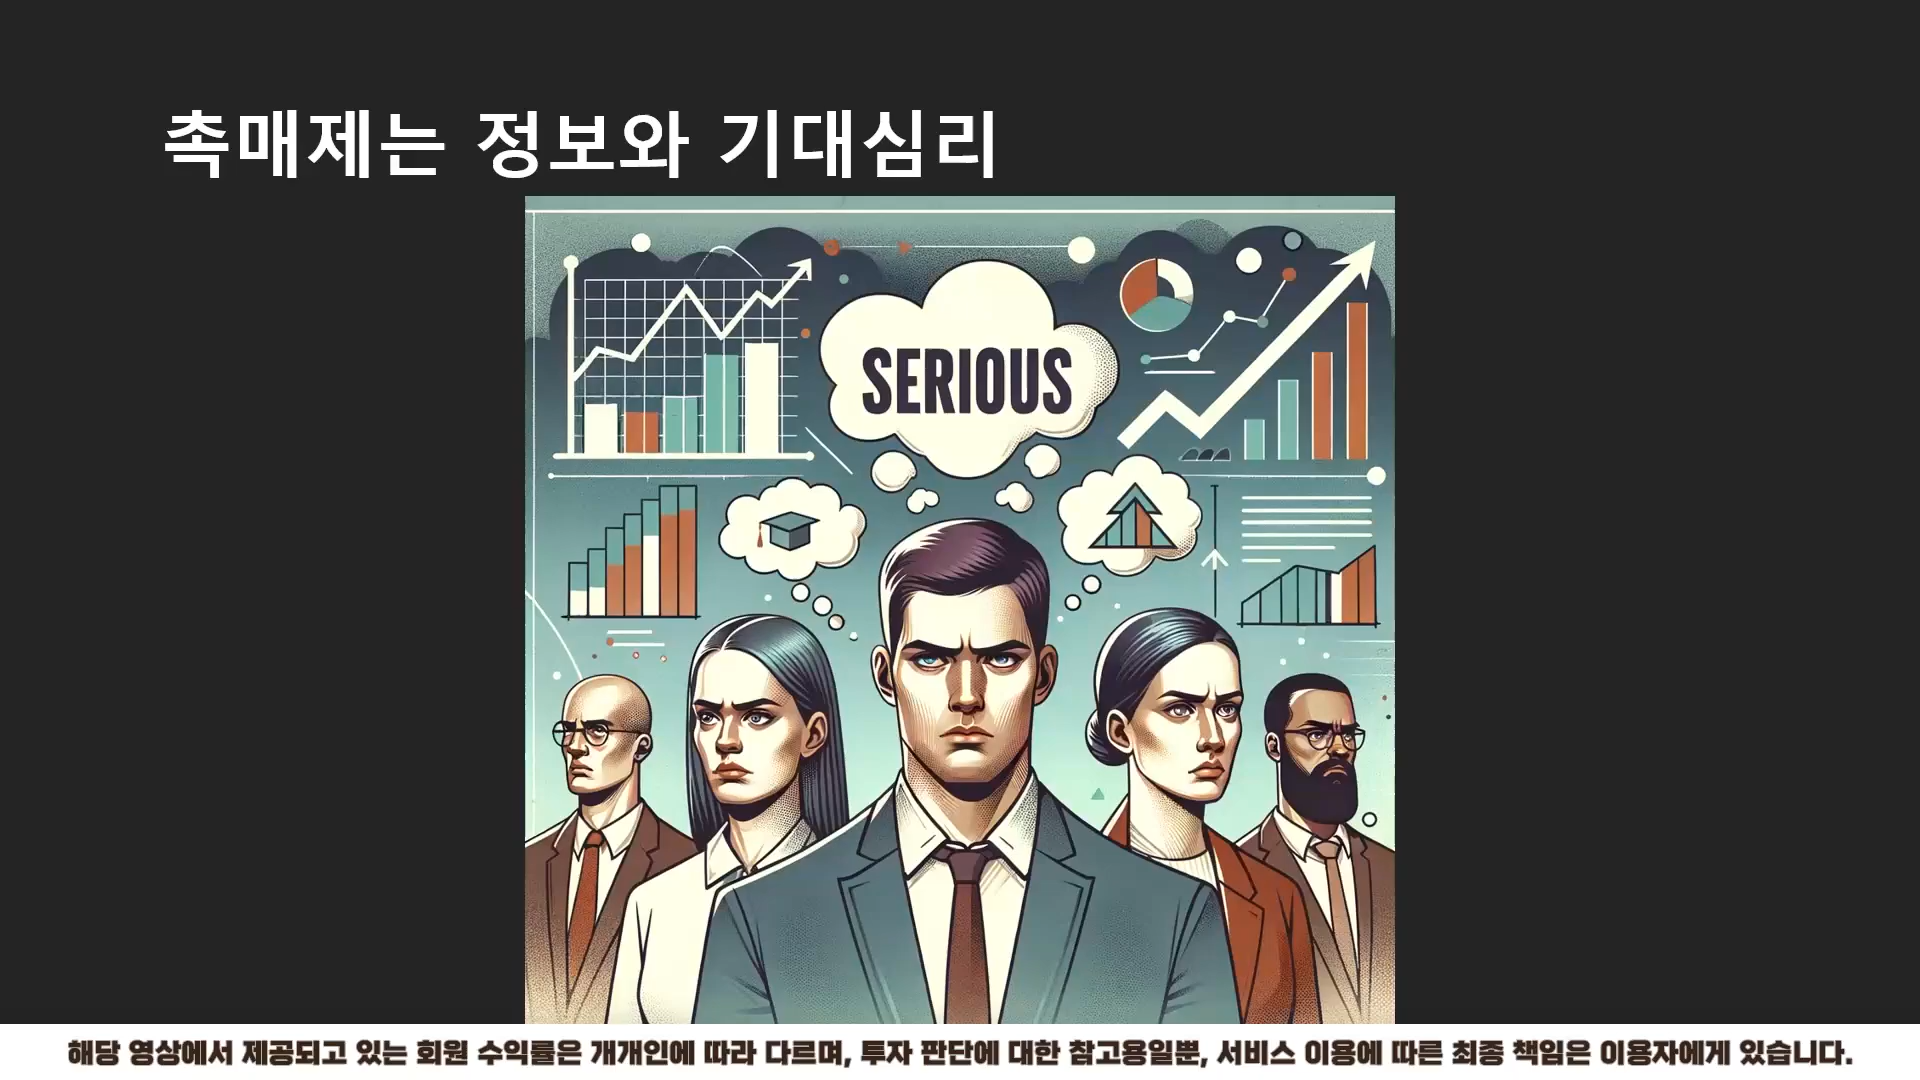 촉매제는 정보와 기대심리
SERIOUS
해당 영상에서 제공되고 있는 회원 수익률은 개개인에 따라 다르며, 투자 판단에 대한 참고용일뿐, 서비스 이용에 따른 최종 책임은 이용자에게 있습니다.